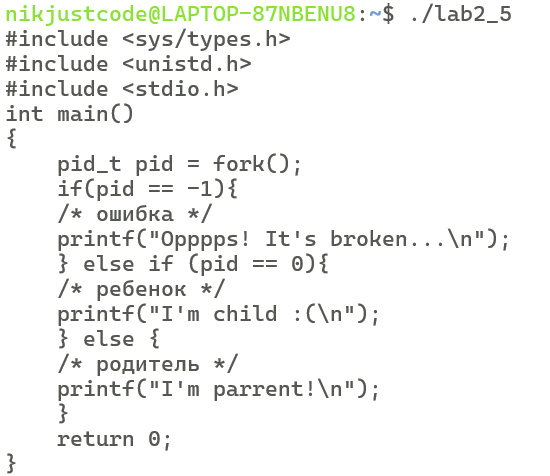 nikjustcode@LAPTOP-87NBENU8:~$ ./lab2_5
#include <sys/types.h>
#include <unistd.h>
#include <stdio.h>
int main()
{
    pid_t pid = fork();
    if(pid == -1){
    /* ошибка */
    printf("Opppps! It's broken...\n");
    } else if (pid == 0){
    /* ребенок */
    printf("I'm child :(\n");
    } else {
    /* родитель */
    printf("I'm parrent!\n");
    }
    return 0;
}